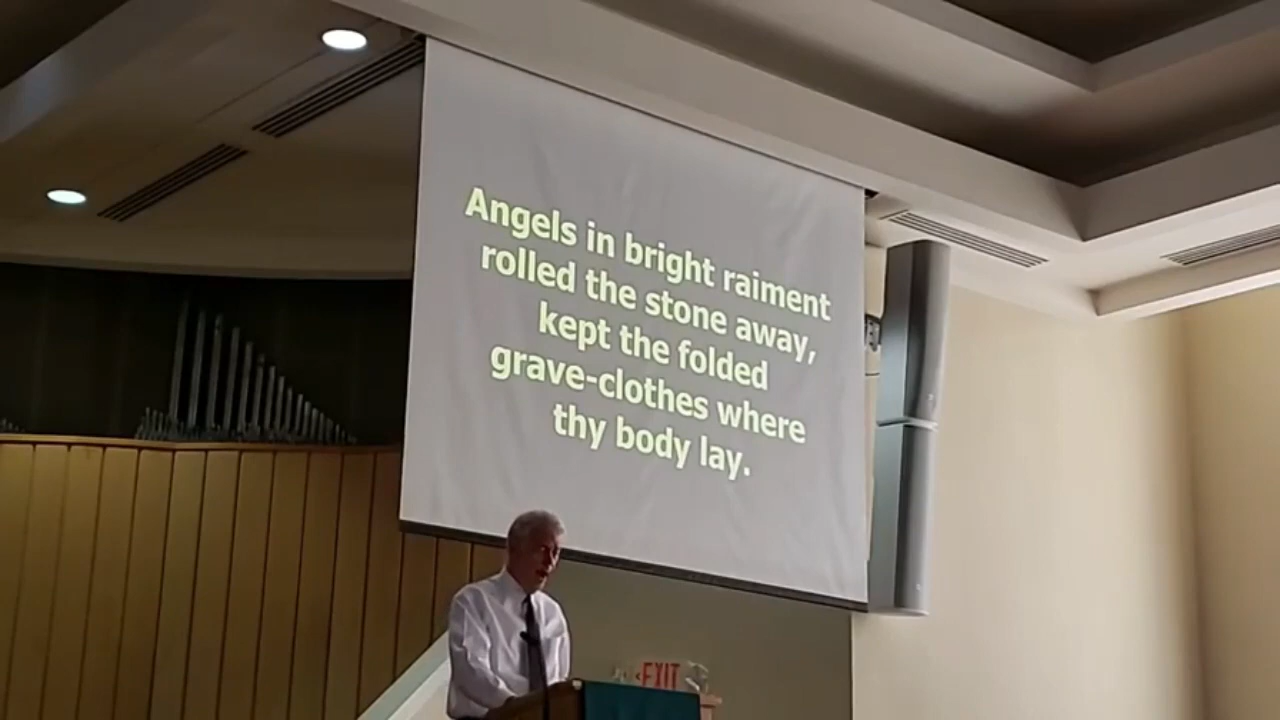 Angels in bright raiment
rolled the stone away,
kept the folded
grave-clothes where
thy body lay.
EXIT